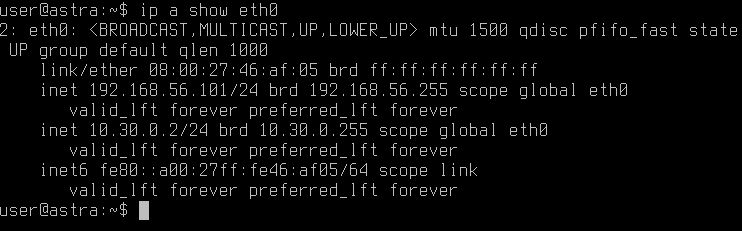 user@astra:~$ ip a show eth0
2: eth0: <BROADCAST,MULTICAST,UP,LOWER_UP> mtu 1500 qdisc pfifo_fast state
 UP group default qlen 1000
    link/ether 08:00:27:46:af:05 brd ff:ff:ff:ff:ff:ff
    inet 192.168.56.101/24 brd 192.168.56.255 scope global eth0
       valid_lft forever preferred_lft forever
    inet 10.30.0.2/24 brd 10.30.0.255 scope global eth0
       valid_lft forever preferred_lft forever
    inet6 fe80::a00:27ff:fe46:af05/64 scope link
       valid_lft forever preferred_lft forever
user@astra:~$